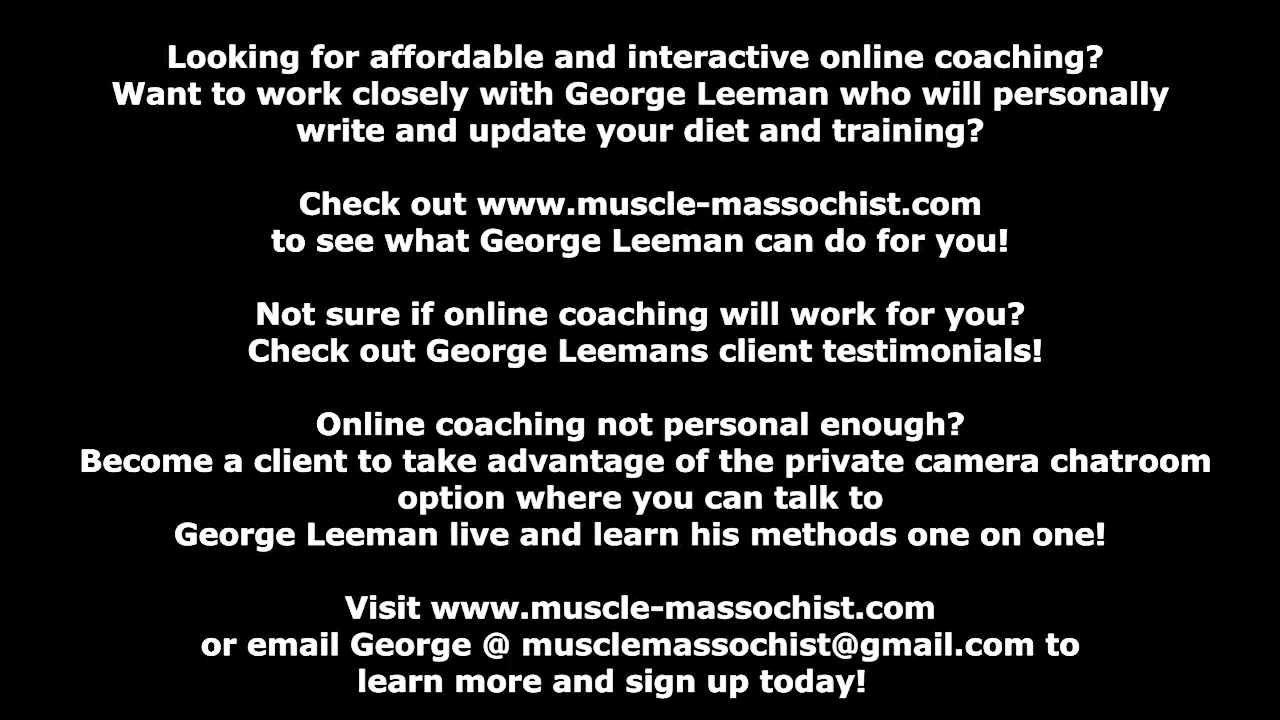 Looking for affordable and interactive online coaching?
Want to work closely with George Leeman who will personally
write and update your diet and training?
Check out www.muscle-massochist.com
to see what George Leeman can do for you!
Not sure if online coaching will work for you?
Check out George Leemans client testimonials!
Online coaching not personal enough?
Become a client to take advantage of the private camera chatroom
option where you can talk to
George Leeman live and learn his methods one on one!
Visit www.muscle-massochist.com
or email George @ musclemassochist@gmail.com to
learn more and sign up today!